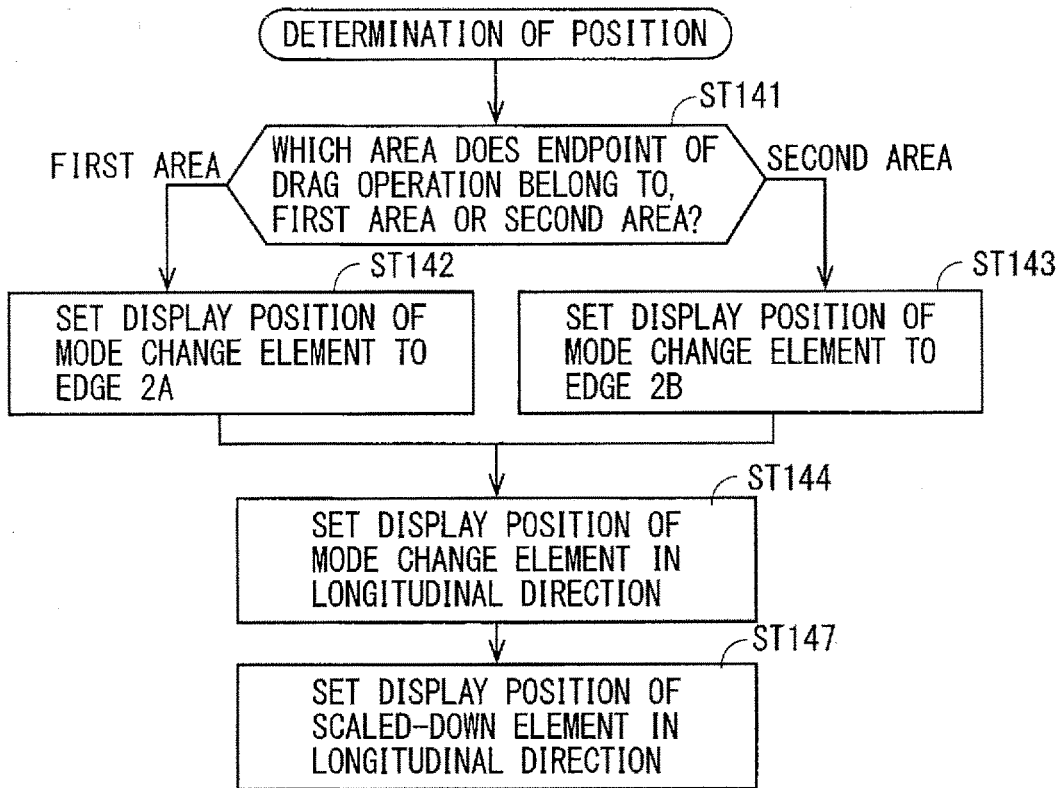 DETERMINATION OF POSITION
ST141
WHICH AREA DOES ENDPOINT OF
DRAG OPERATION BELONG TO,
FIRST AREA OR SECOND AREA?
FIRST AREA
SECOND AREA
ST142
SET DISPLAY POSITION OF
MODE CHANGE ELEMENT TO
EDGE 2A
ST143
SET DISPLAY POSITION OF
MODE CHANGE ELEMENT TO
EDGE 2B
ST144
SET DISPLAY POSITION OF
MODE CHANGE ELEMENT IN
LONGITUDINAL DIRECTION
ST147
SET DISPLAY POSITION OF
SCALED-DOWN ELEMENT IN
LONGITUDINAL DIRECTION